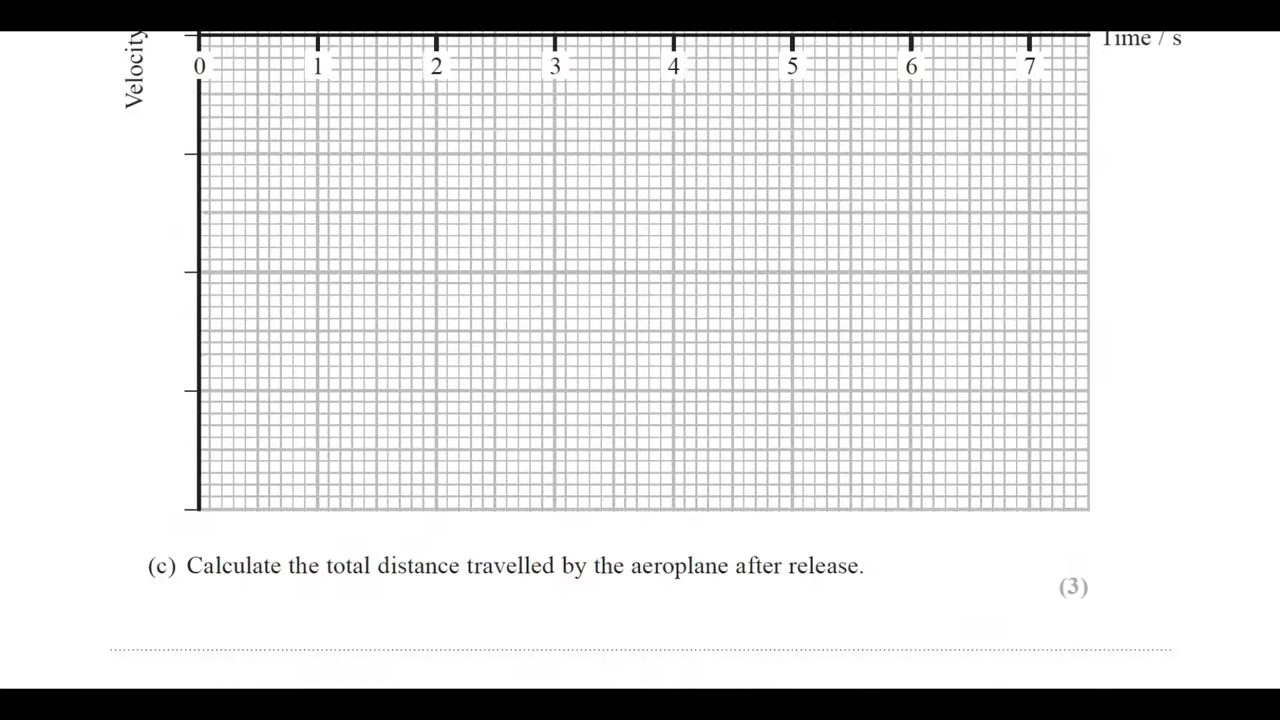 Velocity
Time / s
0 1 2 3 4 5 6 7
(c) Calculate the total distance travelled by the aeroplane after release.
(3)